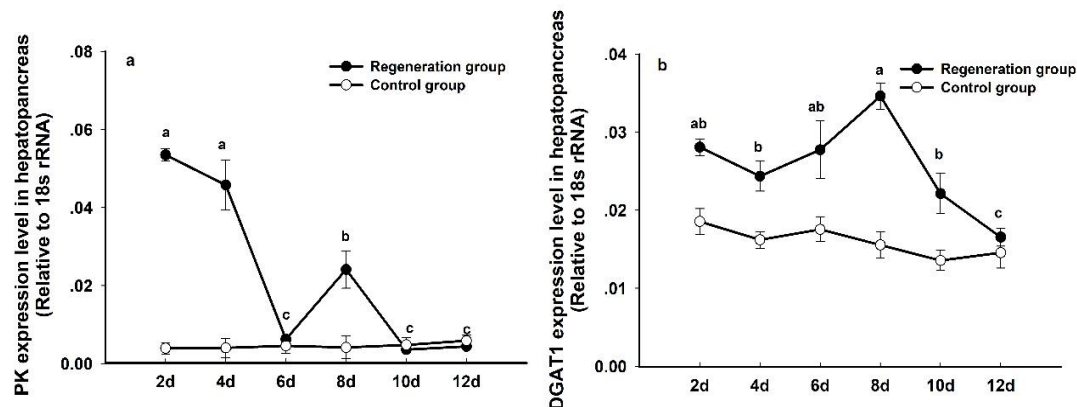 PK expression level in hepatopancreas
(Relative to 18s rRNA)
.08
.06
.04
.02
0.00
a
Regeneration group
Control group
a
a
c
b
c
c
2d
4d
6d
8d
10d
12d
DGAT1 expression level in hepatopancreas
(Relative to 18s rRNA)
.04
.03
.02
.01
0.00
b
Regeneration group
Control group
ab
b
ab
a
b
c
2d
4d
6d
8d
10d
12d